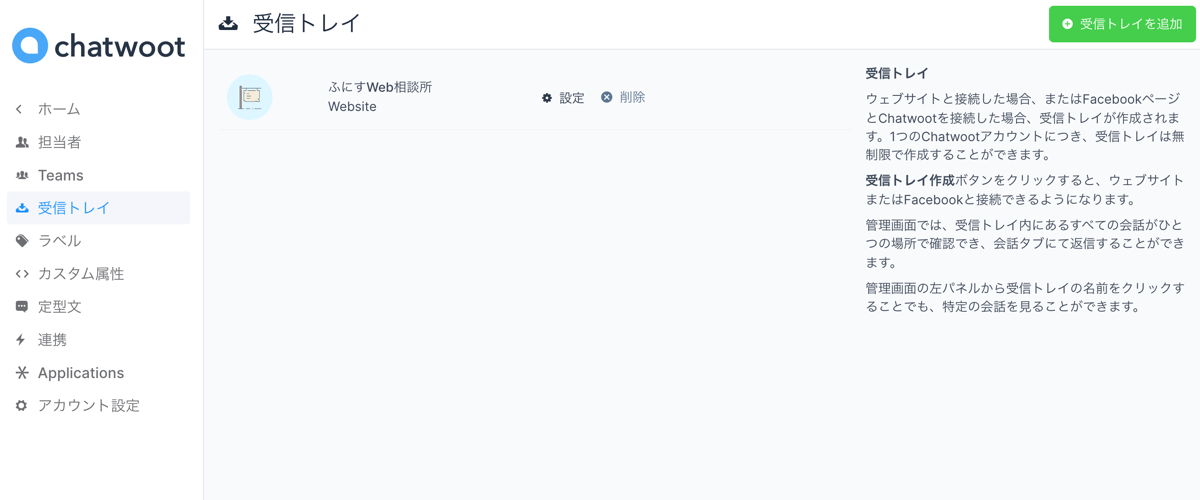 chatwoot
ホーム
担当者
Teams
受信トレイ
ラベル
カスタム属性
定型文
連携
Applications
アカウント設定
受信トレイ
受信トレイを追加
ふにすWeb相談所
Website
設定
削除
受信トレイ
ウェブサイトと接続した場合、またはFacebookページ
とChatwootを接続した場合、受信トレイが作成されま
す。1つのChatwootアカウントにつき、受信トレイは無
制限で作成することができます。
受信トレイ作成ボタンをクリックすると、ウェブサイト
またはFacebookと接続できるようになります。
管理画面では、受信トレイ内にあるすべての会話がひと
つの場所で確認でき、会話タブにて返信することができ
ます。
管理画面の左パネルから受信トレイの名前をクリックす
ることでも、特定の会話を見ることができます。